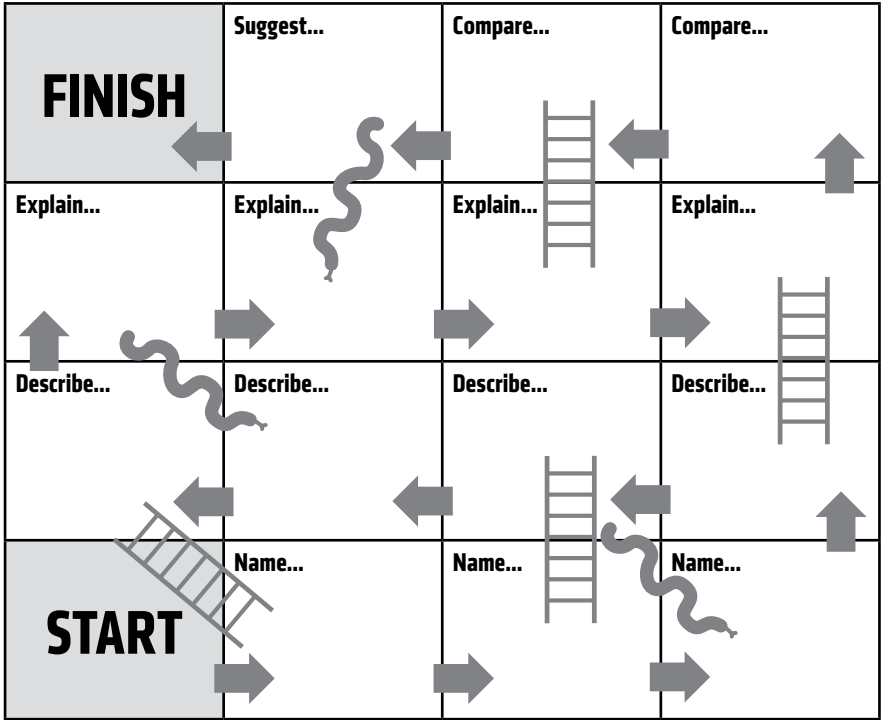 FINISH
Suggest...
Compare...
Compare...
Explain...
Explain...
Explain...
Explain...
Describe...
Describe...
Describe...
Describe...
START
Name...
Name...
Name...